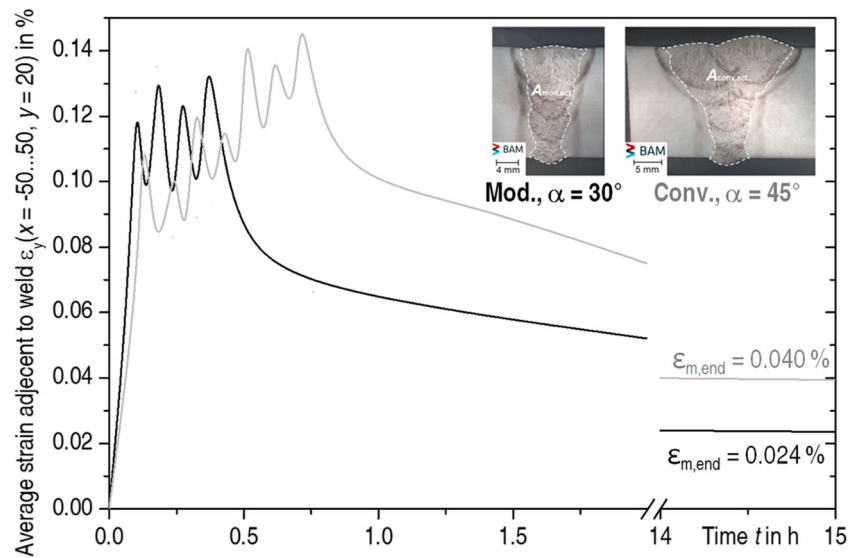 Average strain adjecent to weld εy(x = -50...50, y = 20) in %
0.14
0.12
0.10
0.08
0.06
0.04
0.02
0.00
0.0
0.5
1.0
1.5
14
Time t in h
15
Amod,act
BAM
4 mm
Mod., α = 30°
Aconv.act
BAM
5 mm
Conv., α = 45°
εm,end = 0.040 %
εm,end = 0.024 %